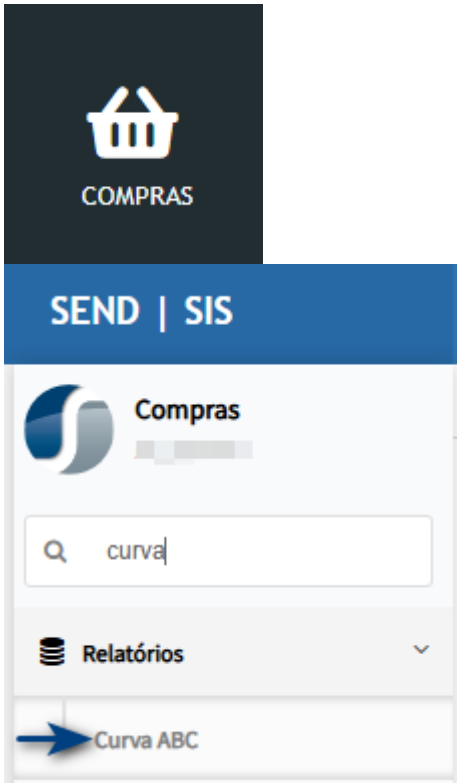 COMPRAS
SEND | SIS
Compras
curva
Relatórios
Curva ABC